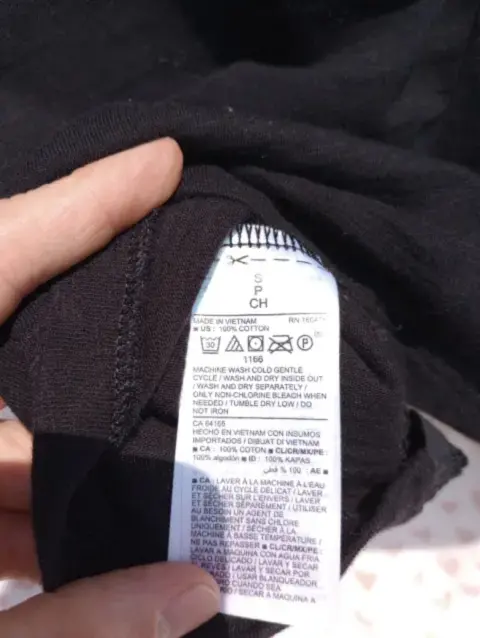 S
P
CH
MADE IN VIETNAM RN
■ US : 100% COTTON
30 P
1166
MACHINE WASH COLD GENTLE
CYCLE / WASH AND DRY INSIDE OUT
/ WASH AND DRY SEPARATELY /
ONLY NON-CHLORINE BLEACH WHEN
NEEDED / TUMBLE DRY LOW / DO
NOT IRON
CA 64166
HECHO EN VIETNAM CON INSUMOS
IMPORTADOS / DIBUAT DI VIETNAM
■ CA : 100% COTON ■ CL/CR/MX/PE :
100% algodón ■ ID : 100% KAPAS
■ AE : 100 % قطن
■ CA : LAVER À LA MACHINE À L'EAU
FROIDE AU CYCLE DÉLICAT / LAVER
ET SÉCHER SUR L'ENVERS / LAVER
ET SÉCHER SÉPARÉMENT / UTILISER
AU BESOIN UN AGENT DE
BLANCHIMENT SANS CHLORE
UNIQUEMENT / SÉCHER À LA
MACHINE À BASSE TEMPÉRATURE /
NE PAS REPASSER ■ CL/CR/MX/PE :
LAVAR A MAQUINA CON AGUA FRIA
CICLO DELICADO / LAVAR Y SECAR
/ LAVAR Y SECAR POR
/ USAR BLANQUEADOR
CUANDO SEA
/ SECAR A MAQUINA A